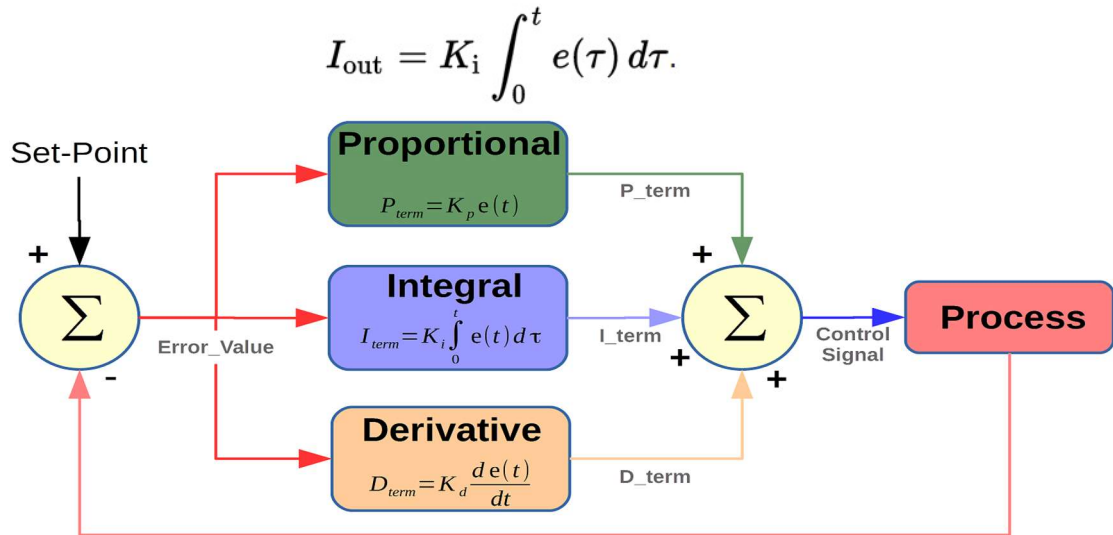 I_out = K_i ∫_0^t e(τ) dτ.
Set-Point
+
Σ
-
Error_Value
Proportional
P_term = K_p e(t)
P_term
Integral
I_term = K_i ∫_0^t e(t) d τ
I_term
Derivative
D_term = K_d d e(t) / dt
D_term
+
+
Σ
+
Control
Signal
Process